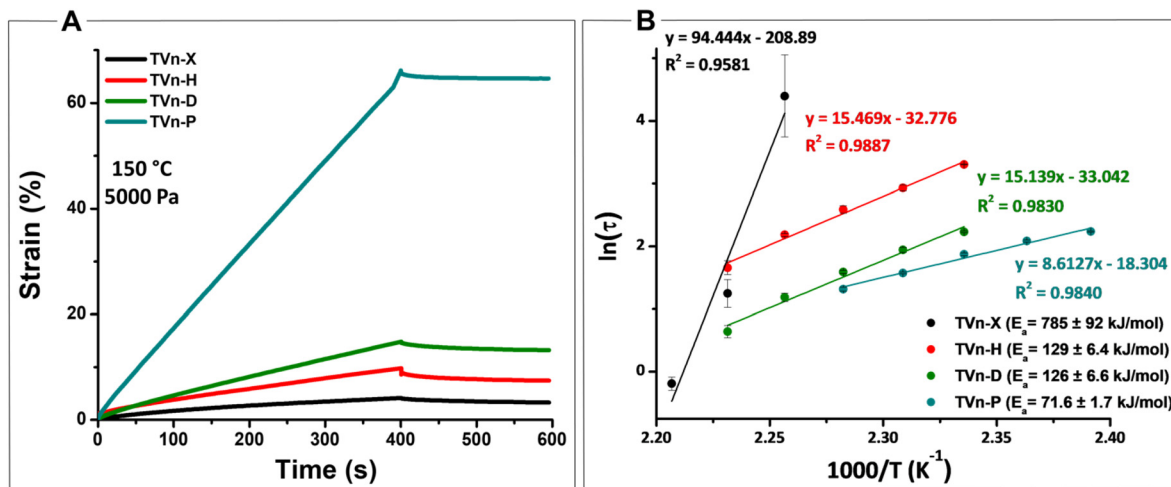 A
TVn-X
TVn-H
TVn-D
TVn-P
150 °C
5000 Pa
Strain (%)
60
40
20
0
0 100 200 300 400 500 600
Time (s)
B
y = 94.444x - 208.89
R² = 0.9581
y = 15.469x - 32.776
R² = 0.9887
y = 15.139x - 33.042
R² = 0.9830
y = 8.6127x - 18.304
R² = 0.9840
TVn-X (Eₐ= 785 ± 92 kJ/mol)
TVn-H (Eₐ= 129 ± 6.4 kJ/mol)
TVn-D (Eₐ= 126 ± 6.6 kJ/mol)
TVn-P (Eₐ= 71.6 ± 1.7 kJ/mol)
ln(τ)
4
2
0
2.20 2.25 2.30 2.35 2.40
1000/T (K⁻¹)